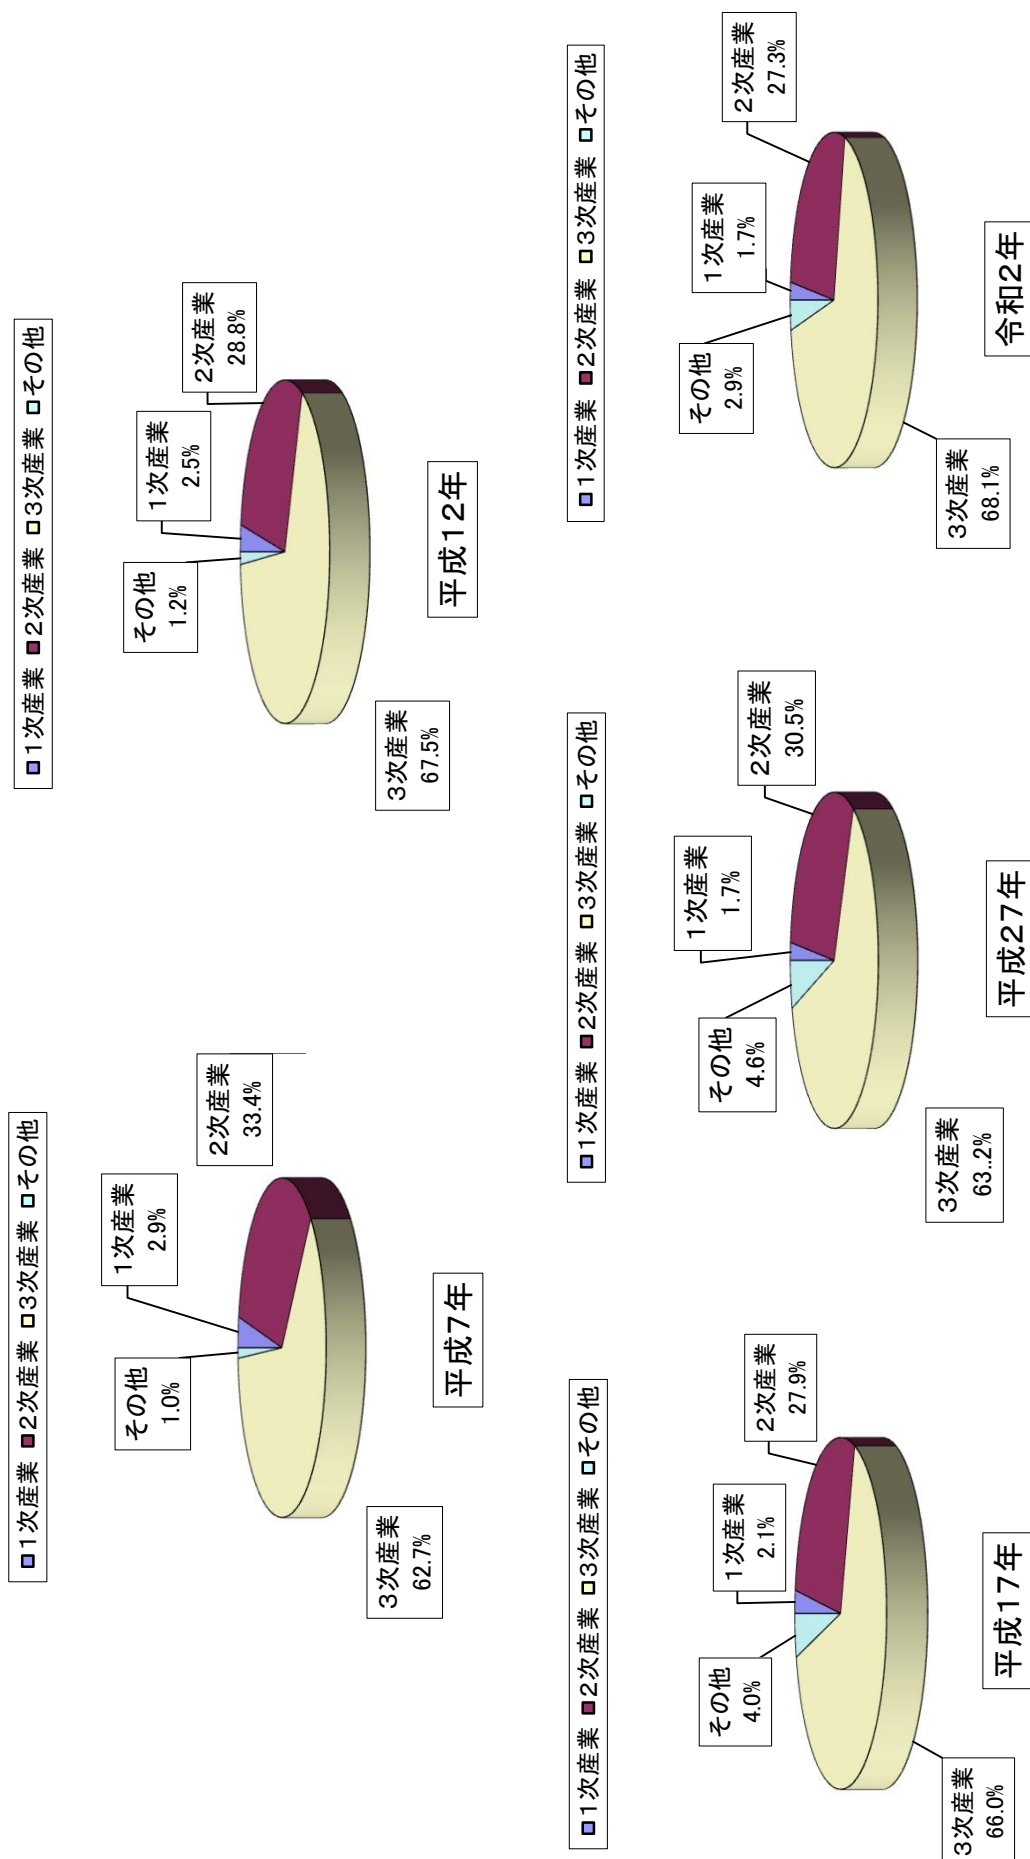 ■1次産業 ■2次産業 □3次産業 □その他
その他
1.0%
1次産業
2.9%
2次産業
33.4%
3次産業
62.7%
平成7年
■1次産業 ■2次産業 □3次産業 □その他
その他
1.2%
1次産業
2.5%
2次産業
28.8%
3次産業
67.5%
平成12年
■1次産業 ■2次産業 □3次産業 □その他
その他
4.0%
1次産業
2.1%
2次産業
27.9%
3次産業
66.0%
平成17年
■1次産業 ■2次産業 □3次産業 □その他
その他
4.6%
1次産業
1.7%
2次産業
30.5%
3次産業
63..2%
平成27年
■1次産業 ■2次産業 □3次産業 □その他
その他
2.9%
1次産業
1.7%
2次産業
27.3%
3次産業
68.1%
令和2年